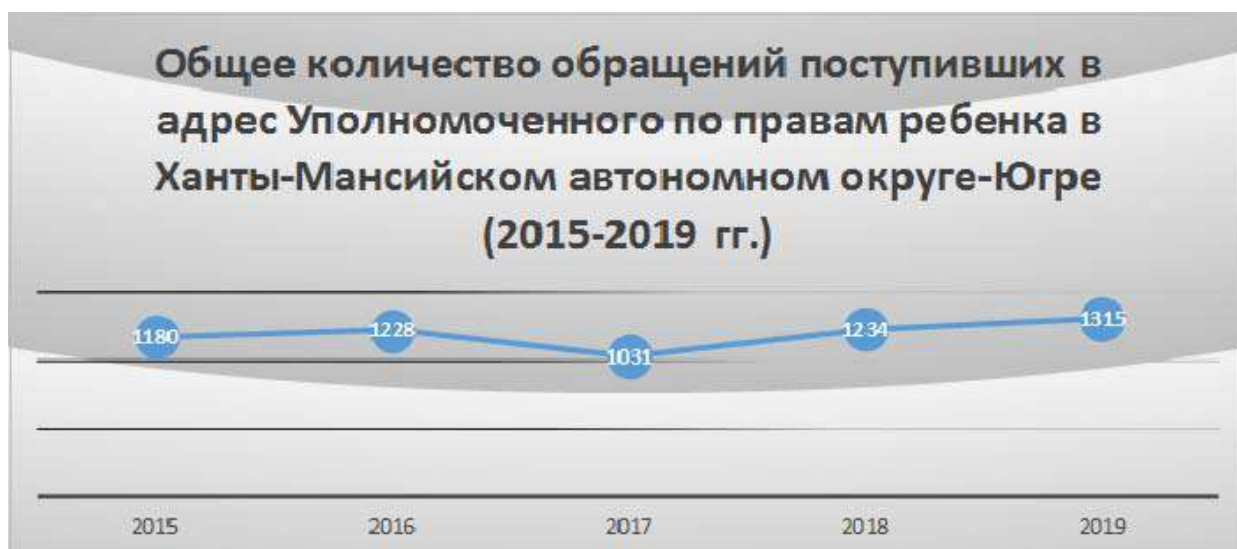 Общее количество обращений поступивших в
адрес Уполномоченного по правам ребенка в
Ханты-Мансийском автономном округе-Югре
(2015-2019 гг.)
1180 1228 1031 1234 1315
2015 2016 2017 2018 2019